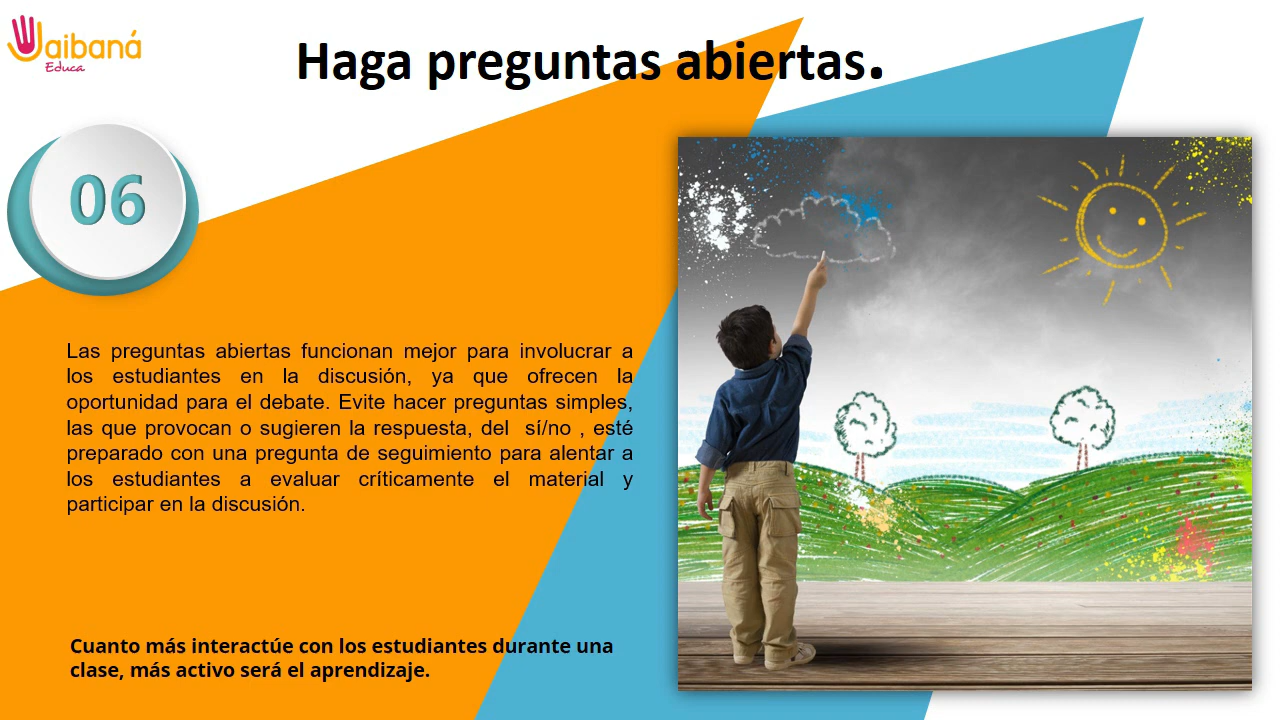 Jaibaná
Educa
Haga preguntas abiertas.
06
Las preguntas abiertas funcionan mejor para involucrar a
los estudiantes en la discusión, ya que ofrecen la
oportunidad para el debate. Evite hacer preguntas simples,
las que provocan o sugieren la respuesta, del sí/no , esté
preparado con una pregunta de seguimiento para alentar a
los estudiantes a evaluar críticamente el material y
participar en la discusión.
Cuanto más interactúe con los estudiantes durante una
clase, más activo será el aprendizaje.